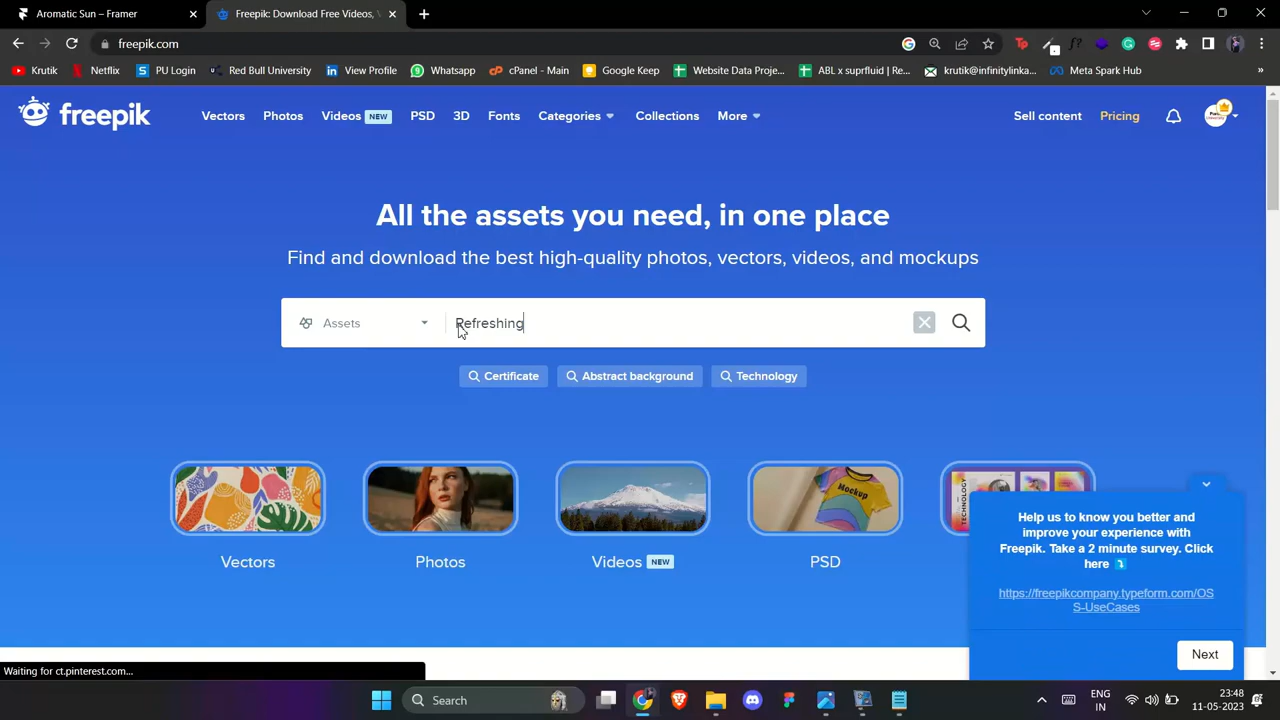 Aromatic Sun – Framer
Freepik: Download Free Videos, V
freepik.com
Krutik
Netflix
PU Login
Red Bull University
View Profile
Whatsapp
cPanel - Main
Google Keep
Website Data Proje...
ABL x suprfluid | Re...
krutik@infinitylinka...
Meta Spark Hub
»
freepik
Vectors
Photos
Videos NEW
PSD
3D
Fonts
Categories
Collections
More
Sell content
Pricing
All the assets you need, in one place
Find and download the best high-quality photos, vectors, videos, and mockups
Assets
Refreshing
Certificate
Abstract background
Technology
Mockup
TECHNOLOGY
Vectors
Photos
Videos NEW
PSD
Help us to know you better and
improve your experience with
Freepik. Take a 2 minute survey. Click
here
https://freepikcompany.typeform.com/OS
S-UseCases
Next
Waiting for ct.pinterest.com...
Search
ENG
IN
23:48
11-05-2023